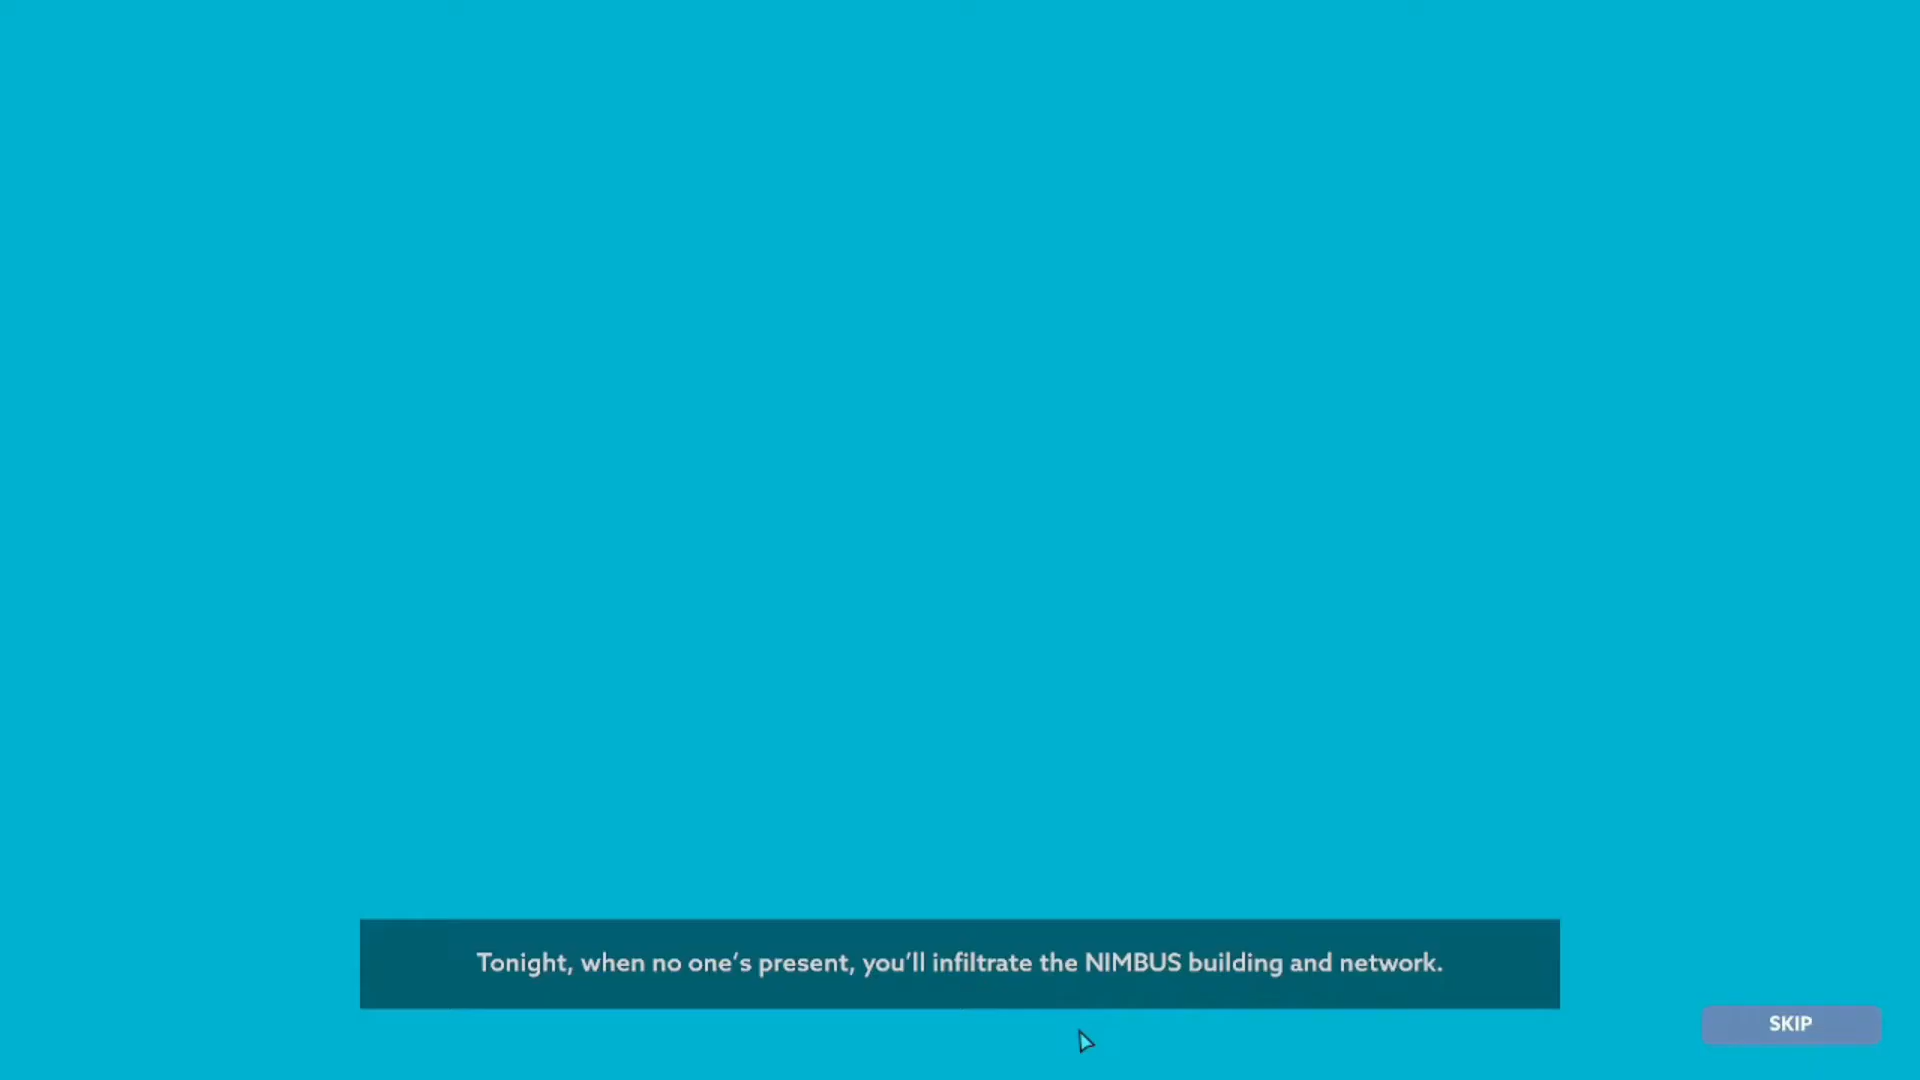 Tonight, when no one's present, you'll infiltrate the NIMBUS building and network.
SKIP